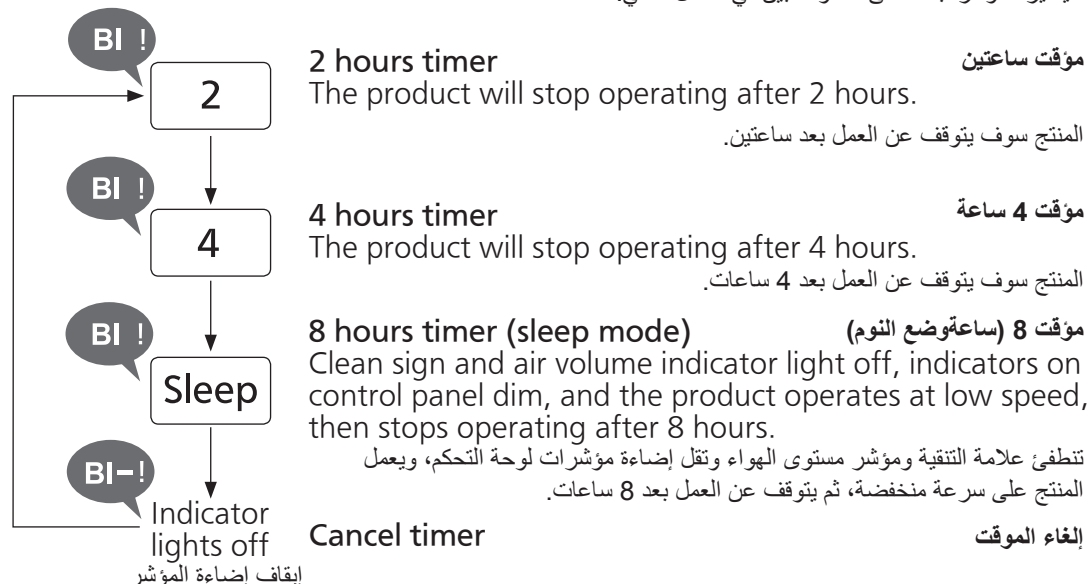 BI !
2
2 hours timer
مؤقت ساعتين
The product will stop operating after 2 hours.
المنتج سوف يتوقف عن العمل بعد ساعتين.
BI !
4
4 hours timer
مؤقت 4 ساعة
The product will stop operating after 4 hours.
المنتج سوف يتوقف عن العمل بعد 4 ساعات.
BI !
Sleep
8 hours timer (sleep mode)
مؤقت 8 (ساعةوضع النوم)
Clean sign and air volume indicator light off, indicators on
control panel dim, and the product operates at low speed,
then stops operating after 8 hours.
تنطفئ علامة التنقية ومؤشر مستوى الهواء وتقل إضاءة مؤشرات لوحة التحكم، ويعمل
المنتج على سرعة منخفضة، ثم يتوقف عن العمل بعد 8 ساعات.
BI–!
Indicator
lights off
إيقاف إضاءة المؤشر
Cancel timer
إلغاء الموقت